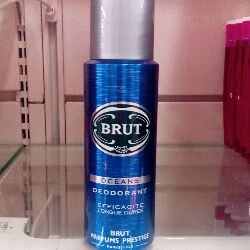 BRUT
OCEANS
DEODORANT
EFFICACITÉ
LONGUE DURÉE
BRUT
PARFUMS PRESTIGE